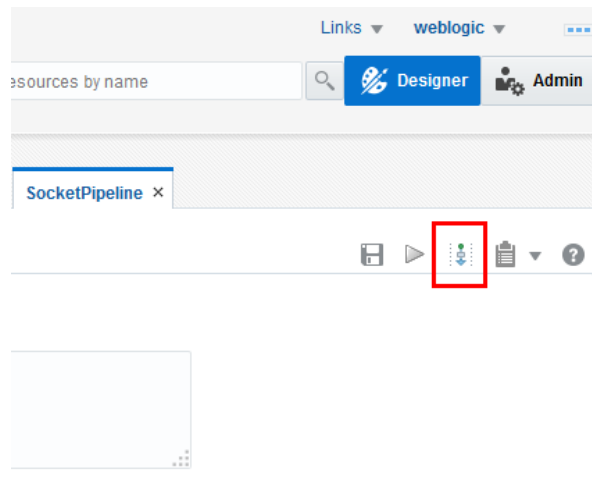 Links weblogic
esources by name
Designer Admin
SocketPipeline ×
?